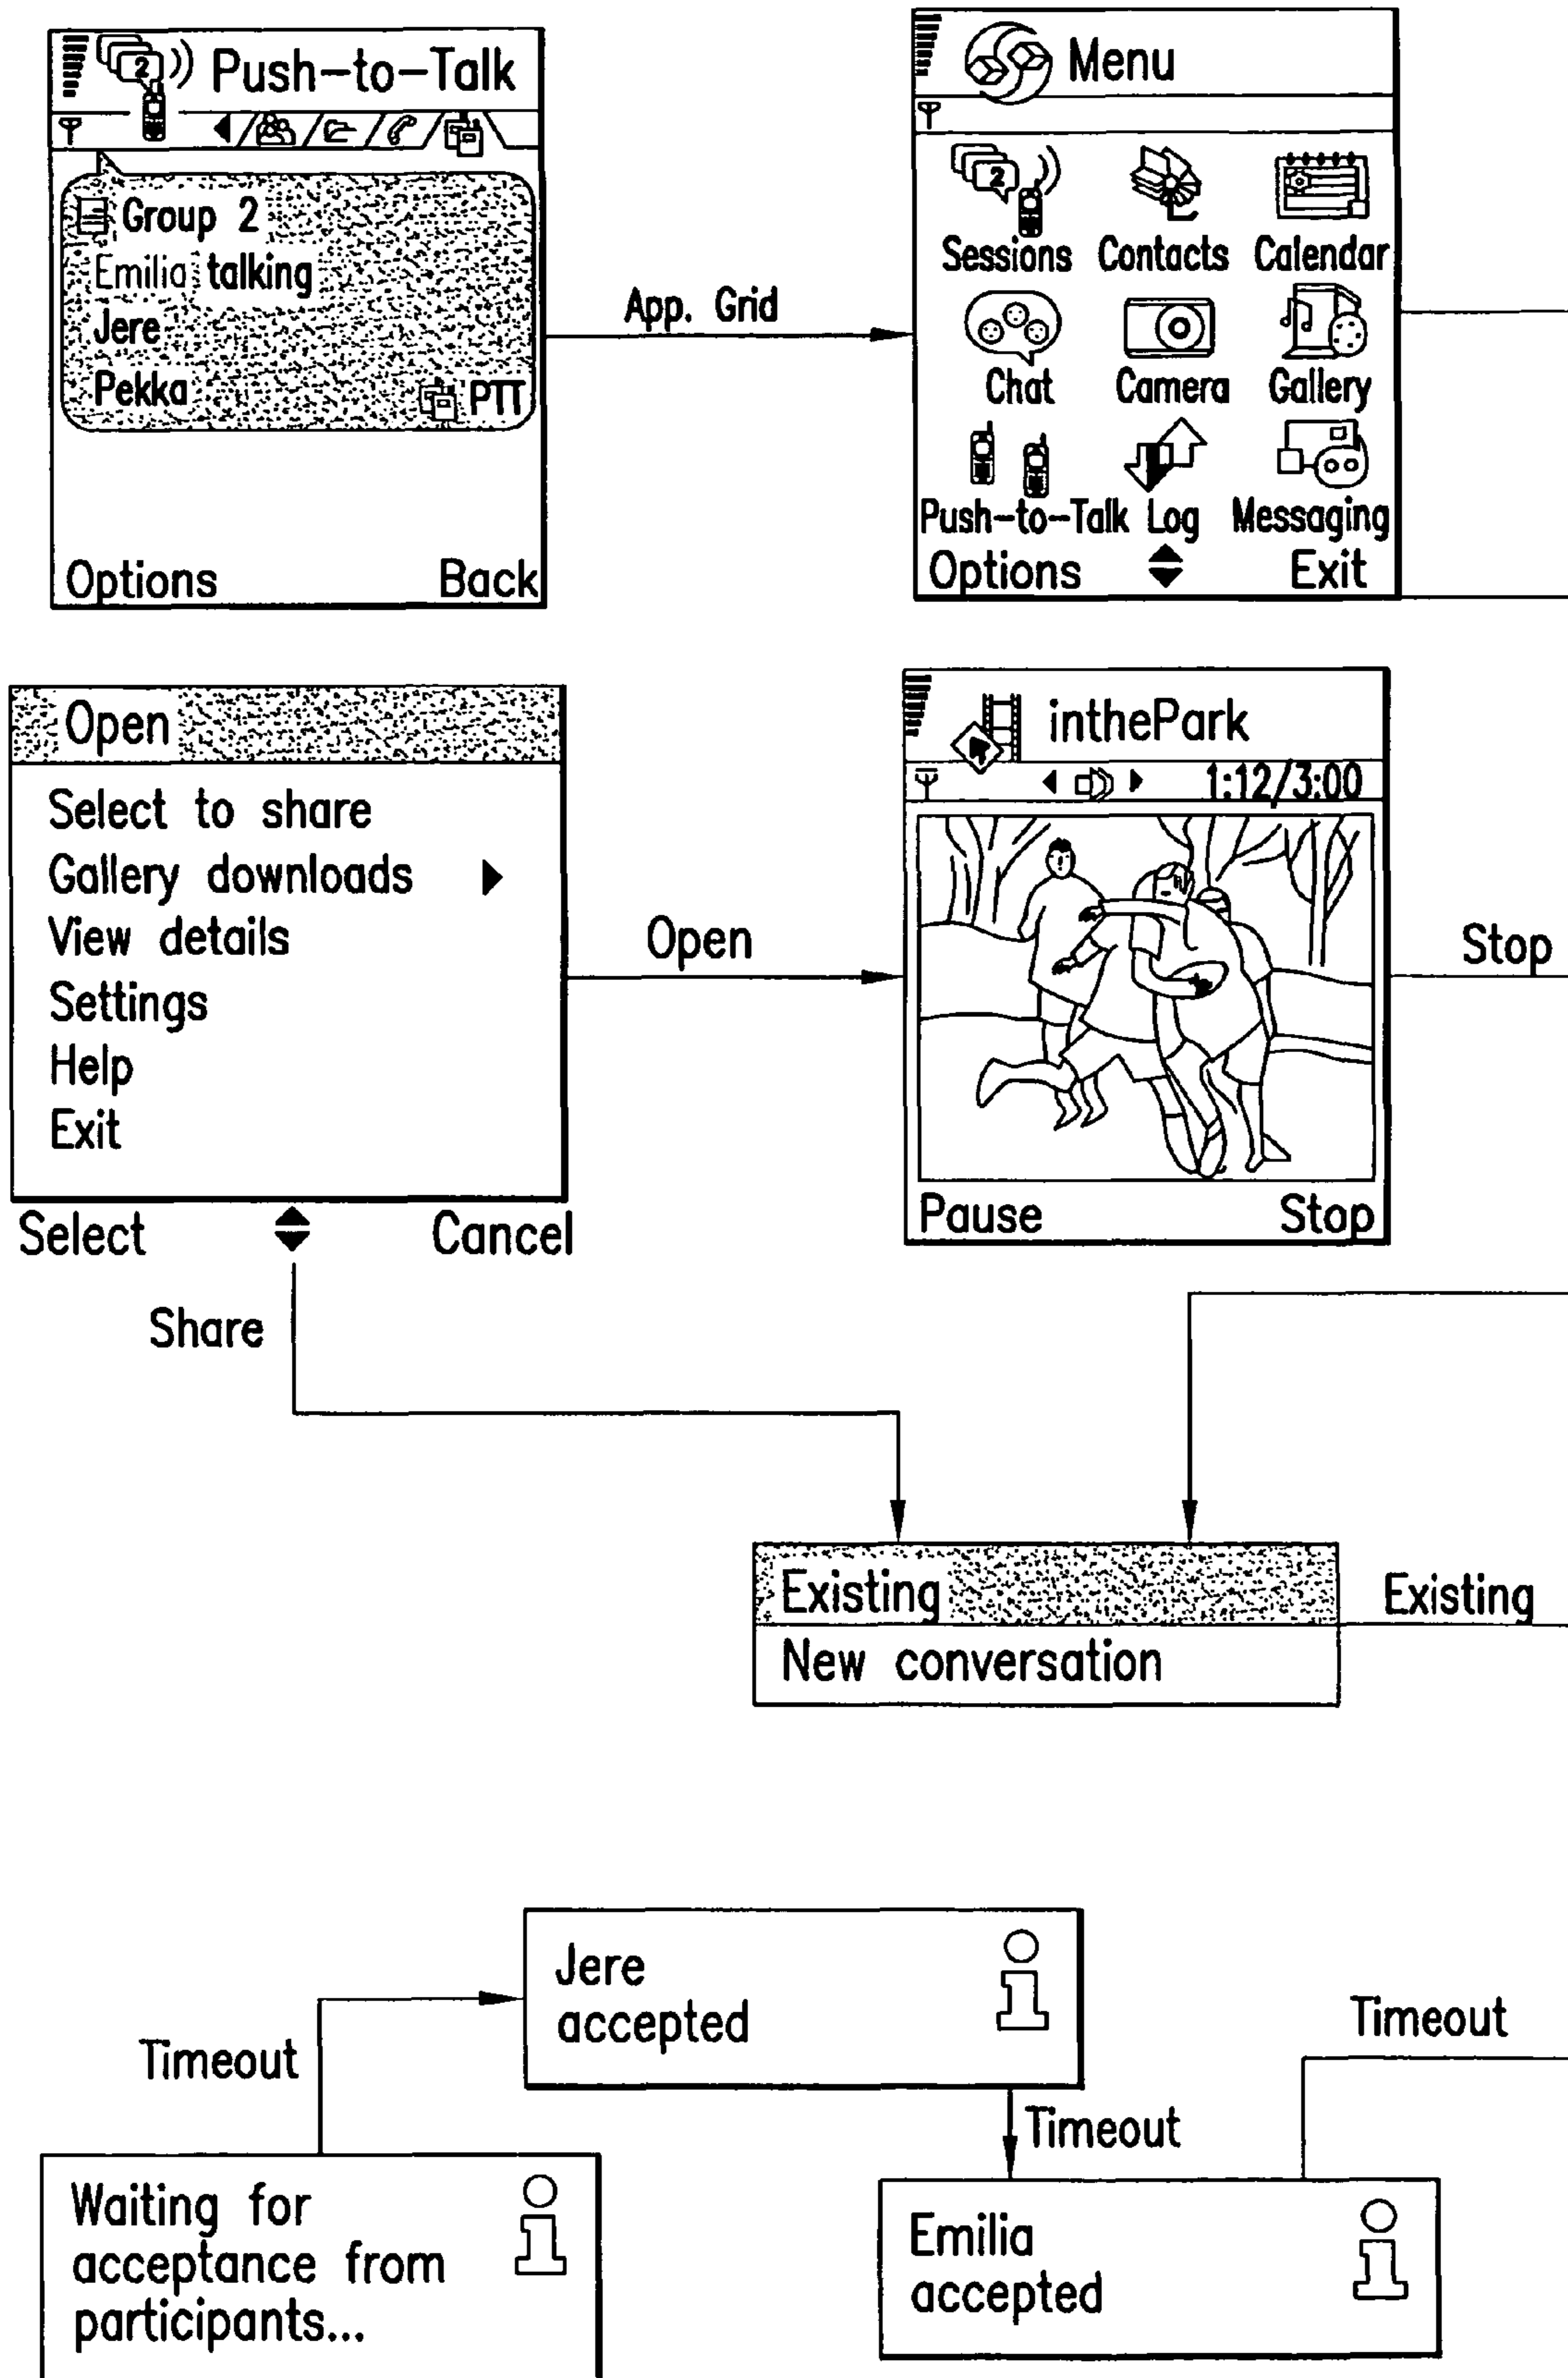 2
Push-to-Talk
Group 2
Emilia talking
Jere
Pekka
PTT
Options Back
App. Grid
Menu
2
Sessions Contacts Calendar
Chat Camera Gallery
Push-to-Talk Log Messaging
Options Exit
Open
Select to share
Gallery downloads
View details
Settings
Help
Exit
Select Cancel
Open
inthePark
1:12/3:00
Pause Stop
Stop
Share
Existing
New conversation
Existing
Jere
accepted
Timeout
Timeout
Timeout
Waiting for
acceptance from
participants...
Emilia
accepted